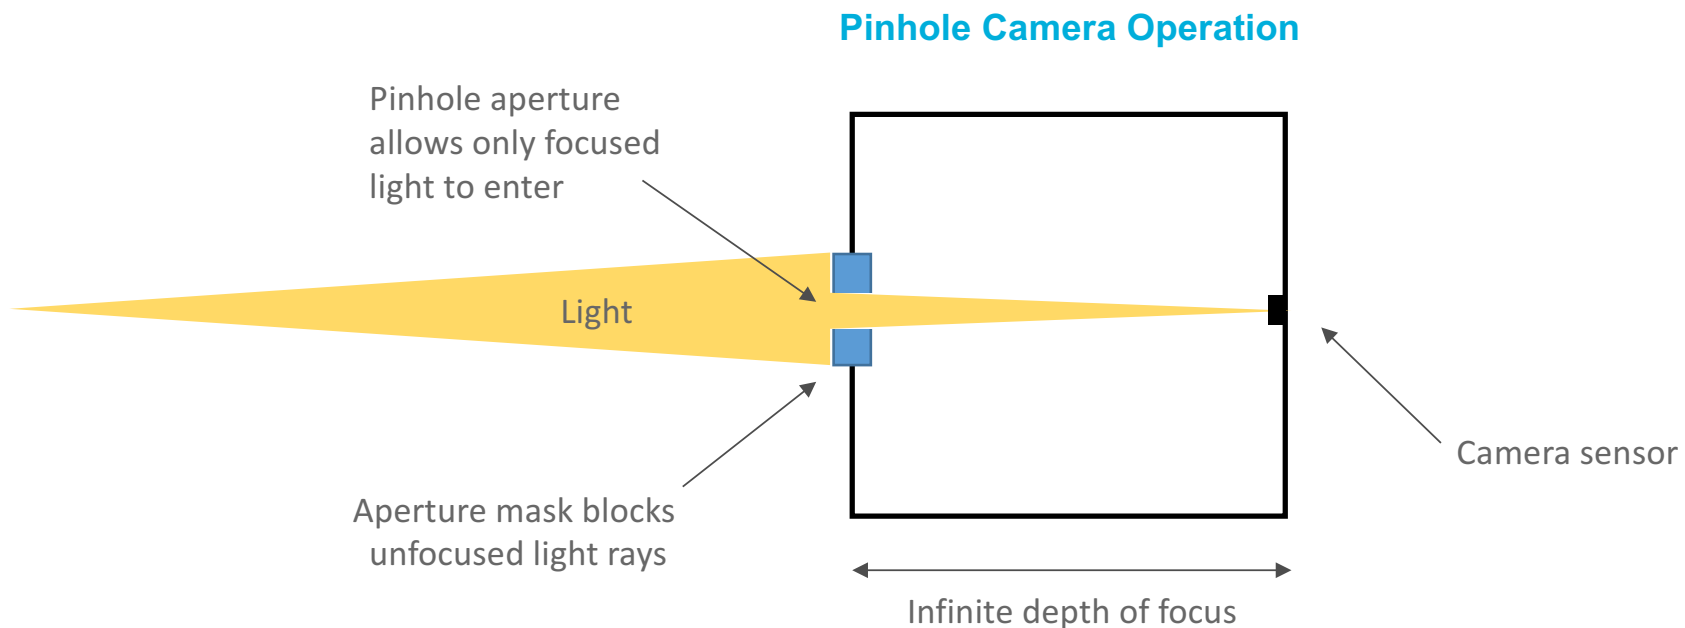 Pinhole Camera Operation
Pinhole aperture
allows only focused
light to enter
Light
Camera sensor
Aperture mask blocks
unfocused light rays
Infinite depth of focus